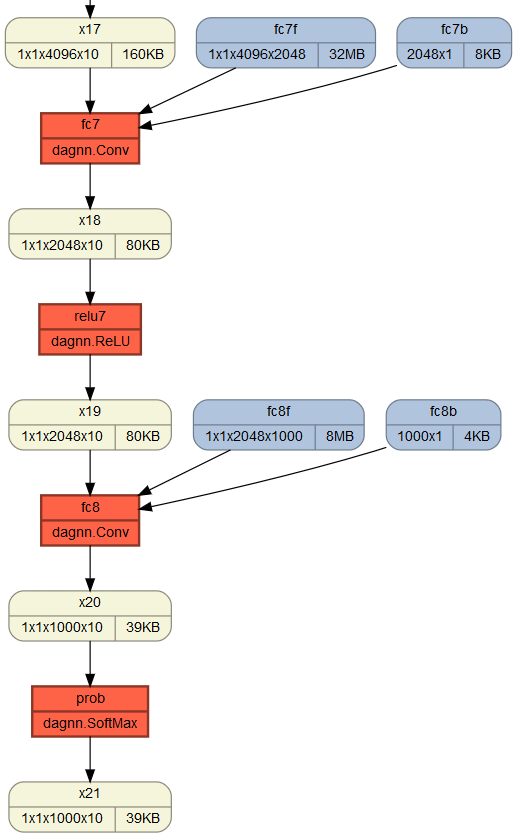 x17
1x1x4096x10 160KB
fc7f
1x1x4096x2048 32MB
fc7b
2048x1 8KB
fc7
dagnn.Conv
x18
1x1x2048x10 80KB
relu7
dagnn.ReLU
x19
1x1x2048x10 80KB
fc8f
1x1x2048x1000 8MB
fc8b
1000x1 4KB
fc8
dagnn.Conv
x20
1x1x1000x10 39KB
prob
dagnn.SoftMax
x21
1x1x1000x10 39KB